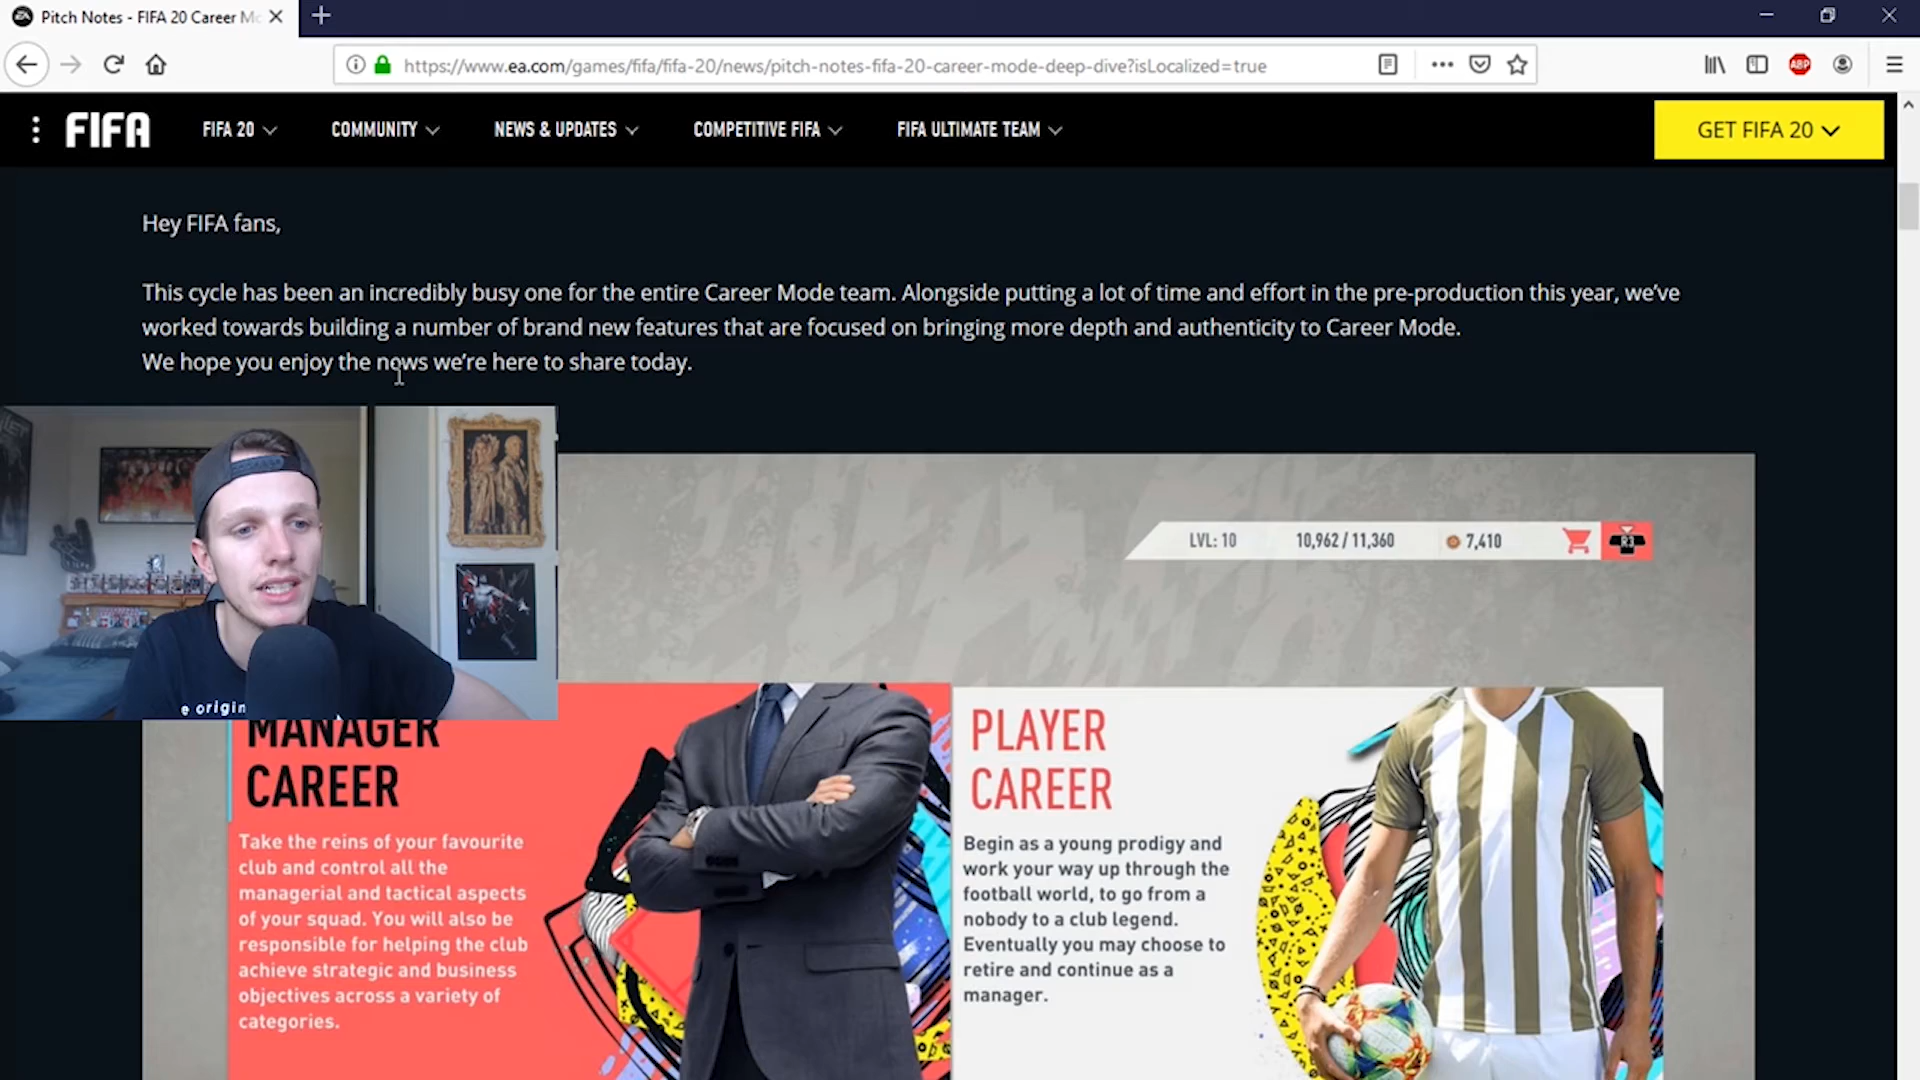 Pitch Notes - FIFA 20 Career Mo
https://www.ea.com/games/fifa/fifa-20/news/pitch-notes-fifa-20-career-mode-deep-dive?isLocalized=true
ABP
FIFA
FIFA 20
COMMUNITY
NEWS & UPDATES
COMPETITIVE FIFA
FIFA ULTIMATE TEAM
GET FIFA 20
Hey FIFA fans,
This cycle has been an incredibly busy one for the entire Career Mode team. Alongside putting a lot of time and effort in the pre-production this year, we’ve
worked towards building a number of brand new features that are focused on bringing more depth and authenticity to Career Mode.
We hope you enjoy the news we’re here to share today.
LVL: 10
10,962 / 11,360
7,410
R3
e origin
MANAGER
CAREER
Take the reins of your favourite
club and control all the
managerial and tactical aspects
of your squad. You will also be
responsible for helping the club
achieve strategic and business
objectives across a variety of
categories.
PLAYER
CAREER
Begin as a young prodigy and
work your way up through the
football world, to go from a
nobody to a club legend.
Eventually you may choose to
retire and continue as a
manager.